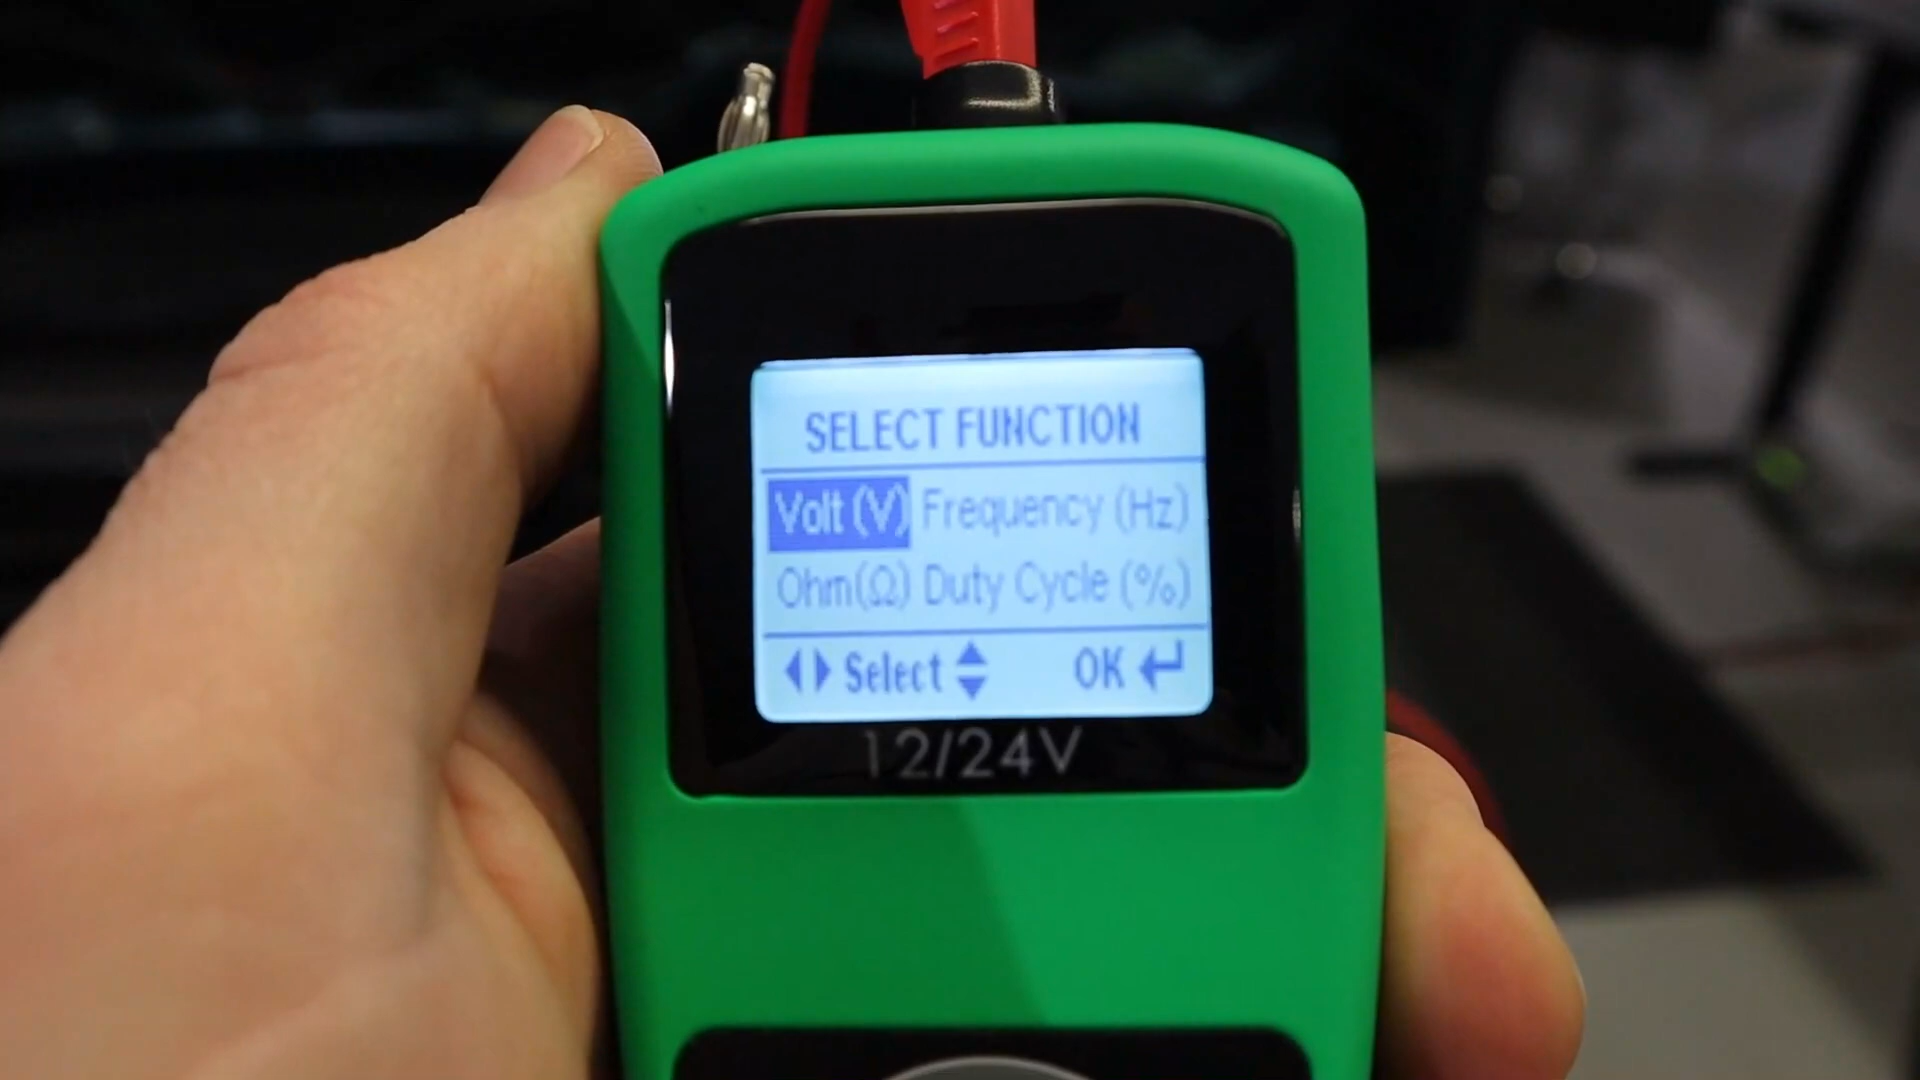 SELECT FUNCTION
Volt (V) Frequency (Hz)
Ohm(Ω) Duty Cycle (%)
Select OK
12/24V